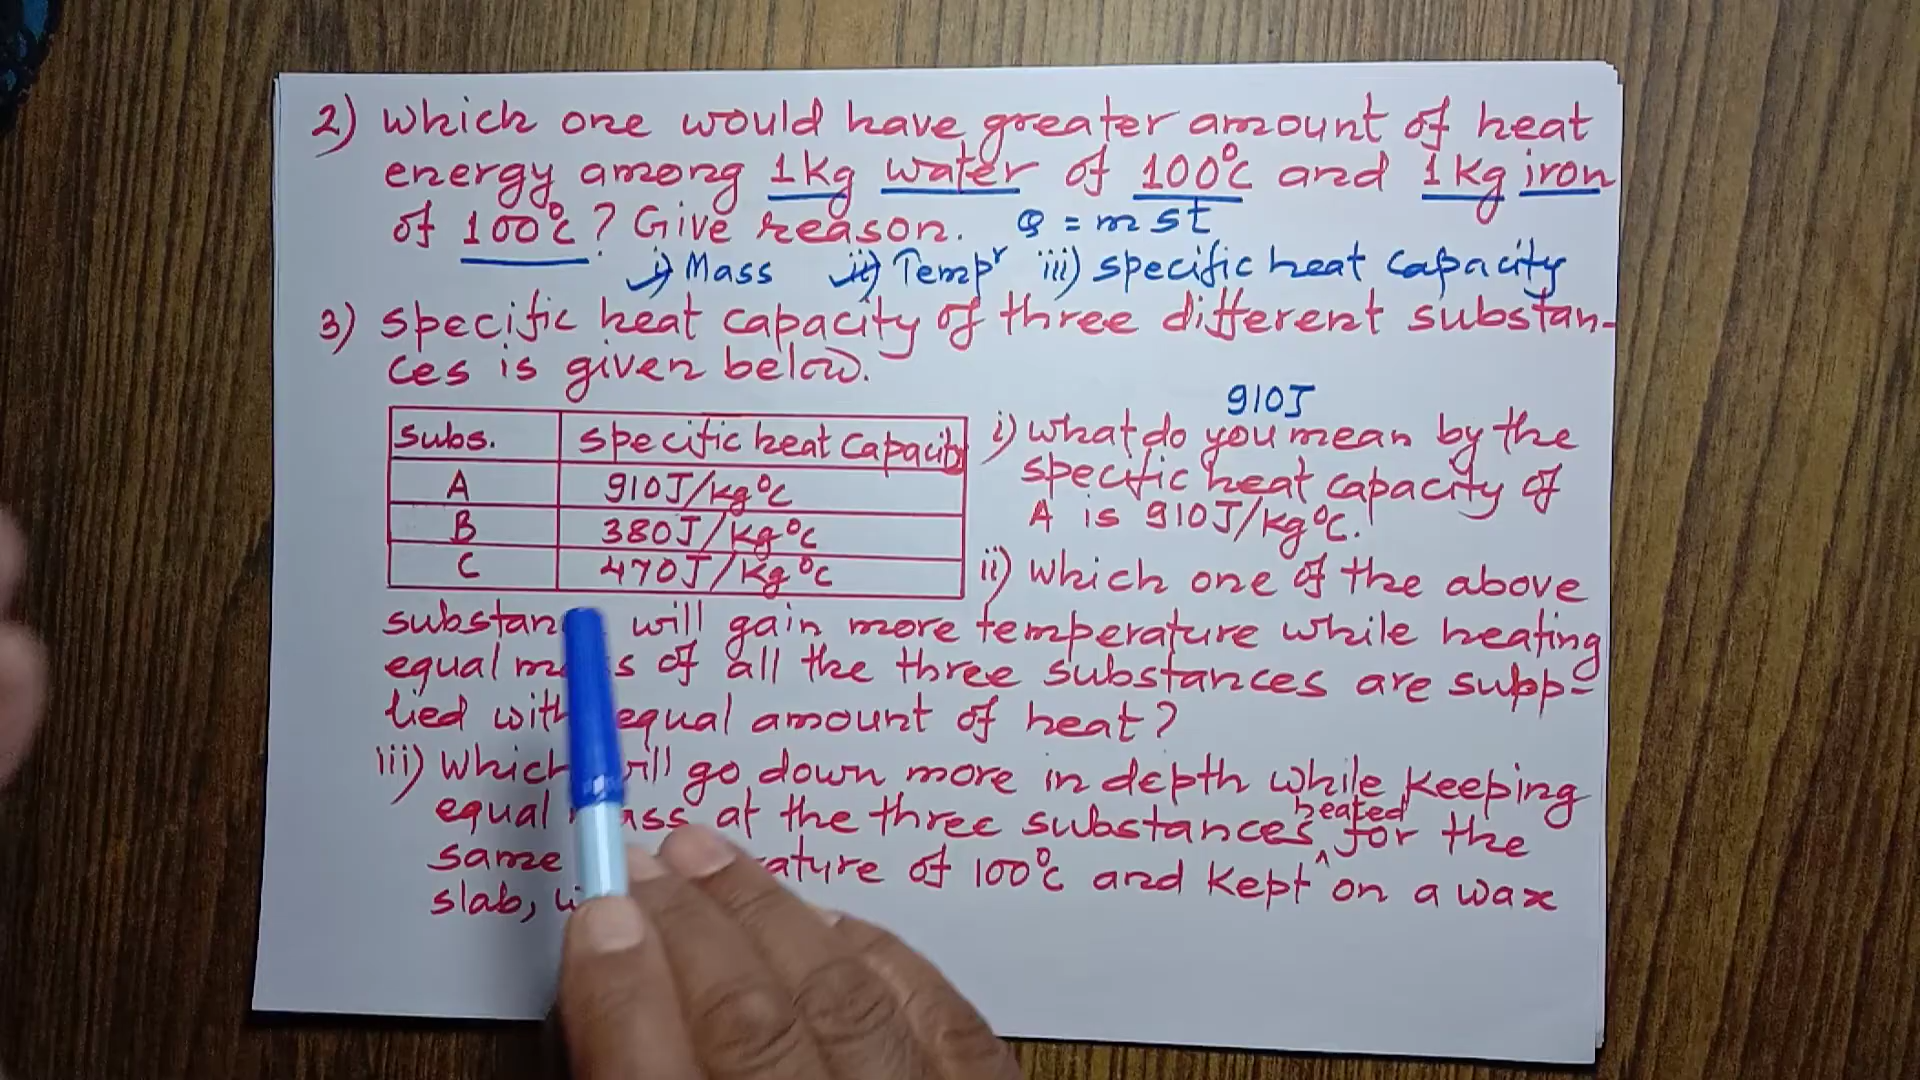 2) Which one would have greater amount of heat
energy among 1kg water of 100°c and 1kg iron
of 100°c? Give reason. Q = mst
i) Mass ii) Tempr iii) specific heat capacity
3) specific heat capacity of three different substan-
ces is given below.
910J
Subs. specific heat capacity
A 910J/kg°c
B 380J/kg°c
C 470J/kg°c
i) what do you mean by the
specific heat capacity of
A is 910J/kg°c.
ii) which one of the above
substan will gain more temperature while heating
equal of all the three substances are supp-
lied with equal amount of heat?
iii) Which will go down more in depth while keeping
equal at the three substances heated for the
same of 100°c and kept ^ on a wax
slab,